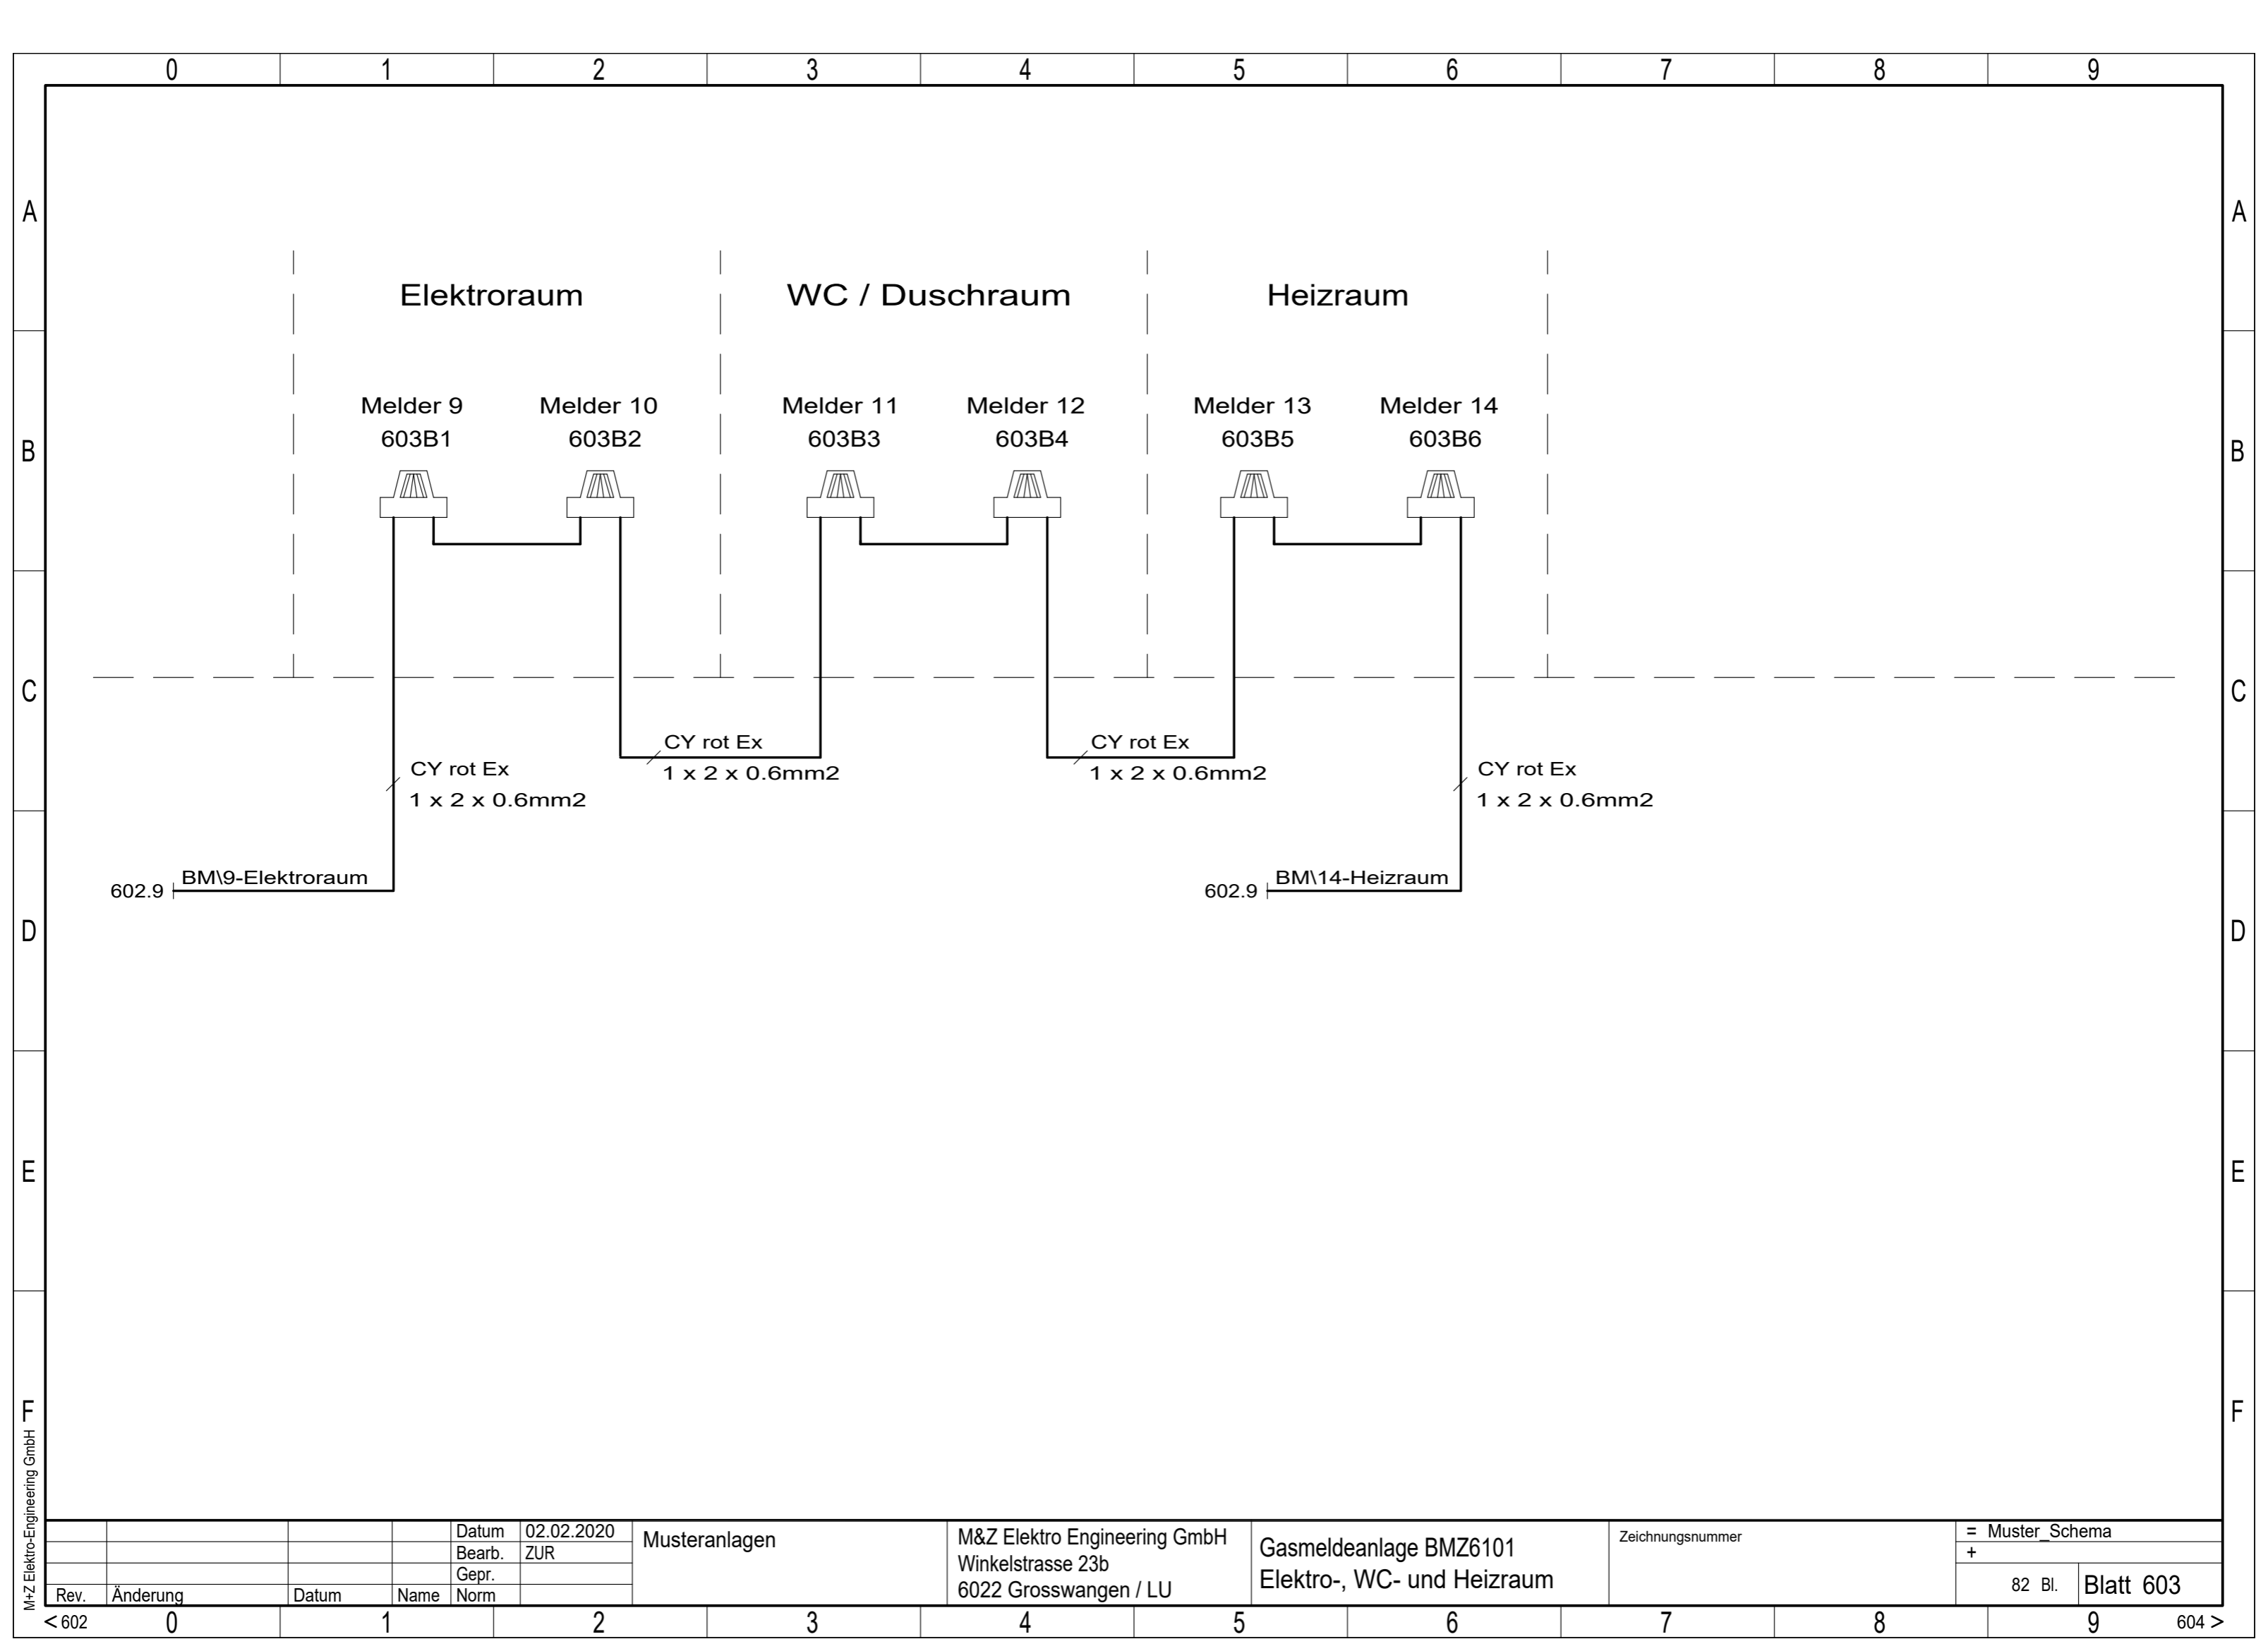 0 1 2 3 4 5 6 7 8 9
A A
Elektroraum WC / Duschraum Heizraum
Melder 9 Melder 10 Melder 11 Melder 12 Melder 13 Melder 14
603B1 603B2 603B3 603B4 603B5 603B6
B B
C C
CY rot Ex CY rot Ex
1 x 2 x 0.6mm2 1 x 2 x 0.6mm2
CY rot Ex CY rot Ex
1 x 2 x 0.6mm2 1 x 2 x 0.6mm2
602.9 BM\9-Elektroraum 602.9 BM\14-Heizraum
D D
E E
F F
M+Z Elektro-Engineering GmbH
Datum 02.02.2020
Bearb. ZUR
Gepr.
Rev. Änderung Datum Name Norm
Musteranlagen
M&Z Elektro Engineering GmbH
Winkelstrasse 23b
6022 Grosswangen / LU
Gasmeldeanlage BMZ6101
Elektro-, WC- und Heizraum
Zeichnungsnummer
= Muster_Schema
+
82 Bl. Blatt 603
< 602 0 1 2 3 4 5 6 7 8 9 604 >